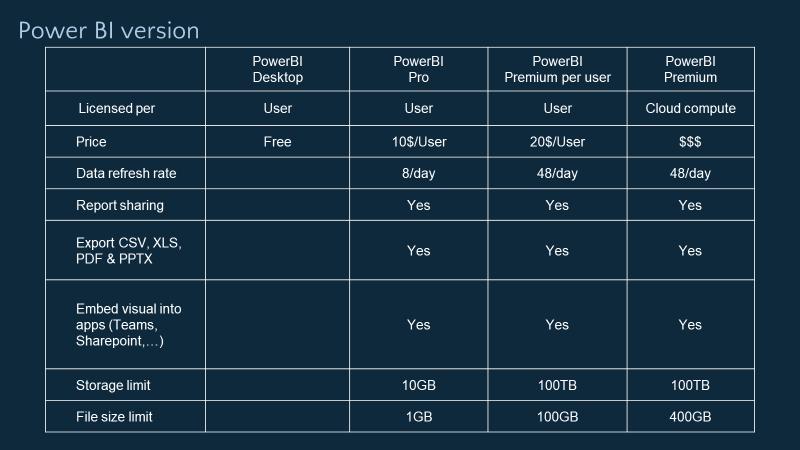 Power BI version
PowerBI Desktop PowerBI Pro PowerBI Premium per user PowerBI Premium
Licensed per User User User Cloud compute
Price Free 10$/User 20$/User $$$
Data refresh rate 8/day 48/day 48/day
Report sharing Yes Yes Yes
Export CSV, XLS,
PDF & PPTX Yes Yes Yes
Embed visual into
apps (Teams,
Sharepoint,...) Yes Yes Yes
Storage limit 10GB 100TB 100TB
File size limit 1GB 100GB 400GB